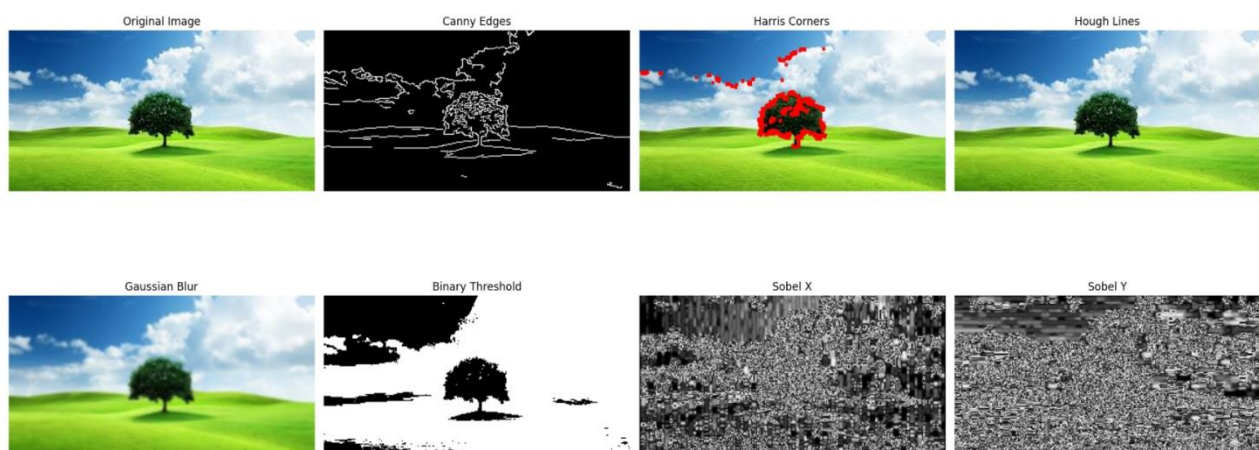 Original Image
Canny Edges
Harris Corners
Hough Lines
Gaussian Blur
Binary Threshold
Sobel X
Sobel Y